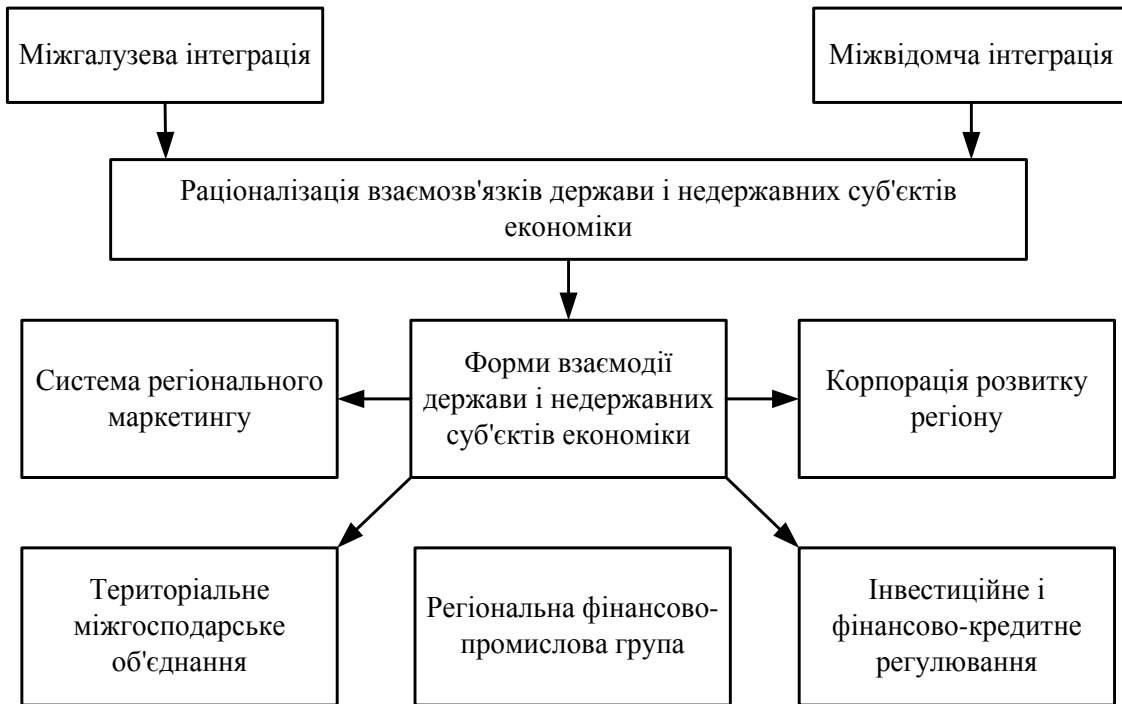 Міжгалузева інтеграція
Міжвідомча інтеграція
Раціоналізація взаємозв'язків держави і недержавних суб'єктів
економіки
Система регіонального
маркетингу
Форми взаємодії
держави і недержавних
суб'єктів економіки
Корпорація розвитку
регіону
Територіальне
міжгосподарське
об'єднання
Регіональна фінансово-
промислова група
Інвестиційне і
фінансово-кредитне
регулювання